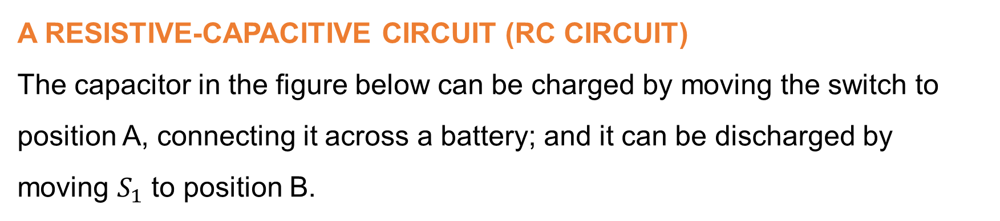 A RESISTIVE-CAPACITIVE CIRCUIT (RC CIRCUIT)
The capacitor in the figure below can be charged by moving the switch to
position A, connecting it across a battery; and it can be discharged by
moving S₁ to position B.